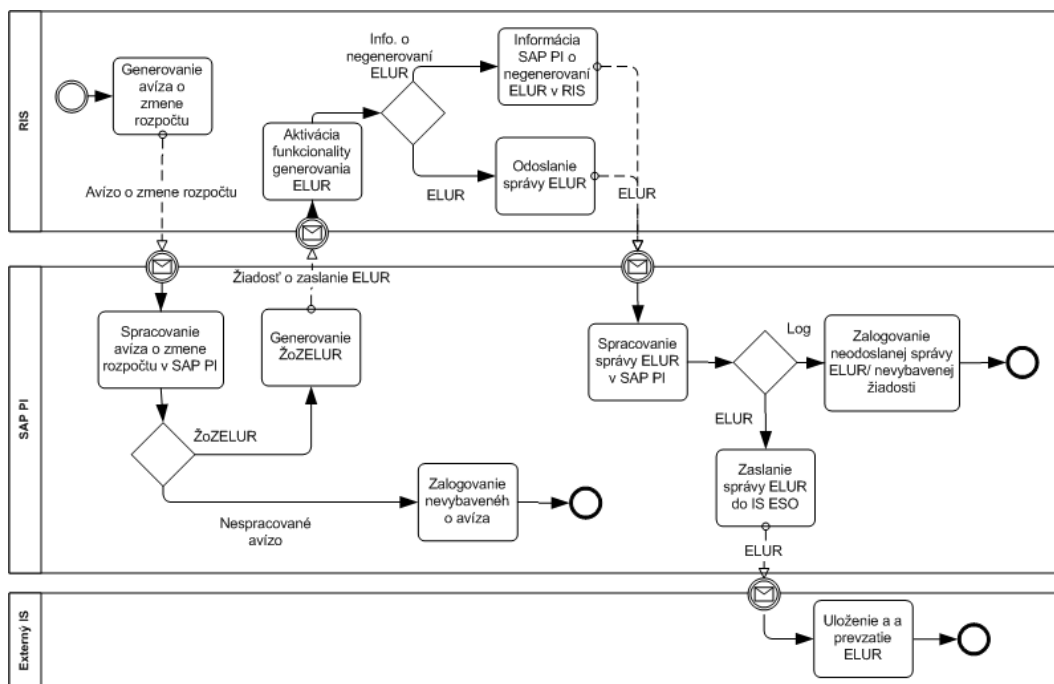 RIS
Generovanie
avíza o
zmene
rozpočtu
Avízo o zmene rozpočtu
Aktivácia
funkcionality
generovania
ELUR
Info. o
negenerovaní
ELUR
Informácia
SAP PI o
negenerovaní
ELUR v RIS
ELUR
Odoslanie
správy ELUR
ELUR
SAP PI
Žiadosť o zaslanie ELUR
Spracovanie
avíza o zmene
rozpočtu v SAP PI
Generovanie
ŽoZELUR
ŽoZELUR
Nespracované
avízo
Zalogovanie
nevybavenéh
o avíza
Spracovanie
správy ELUR
v SAP PI
Log
Zalogovanie
neodoslanej správy
ELUR/ nevybavenej
žiadosti
ELUR
Zaslanie
správy ELUR
do IS ESO
ELUR
Externý IS
Uloženie a a
prevzatie
ELUR